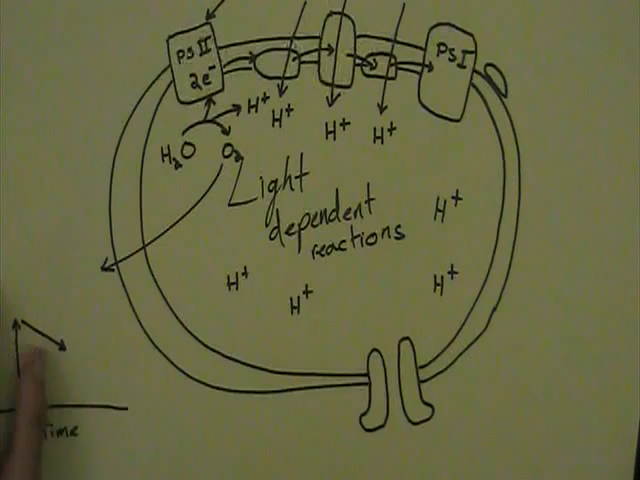 PS II
2e⁻
PS I
H⁺
H⁺
H⁺
H⁺
H₂O
O₂
Light
dependent
reactions
H⁺
H⁺
H⁺
H⁺
Time